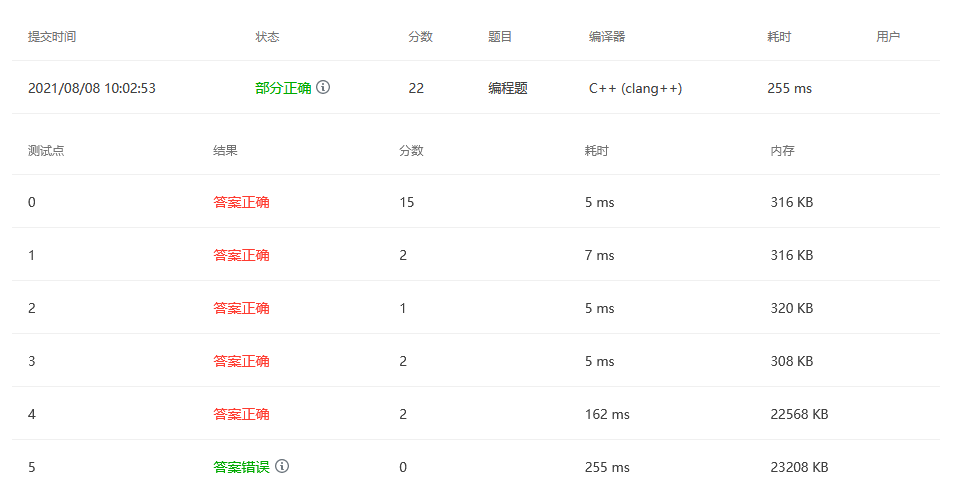 提交时间 状态 分数 题目 编译器 耗时 用户
2021/08/08 10:02:53 部分正确 22 编程题 C++ (clang++) 255 ms
测试点 结果 分数 耗时 内存
0 答案正确 15 5 ms 316 KB
1 答案正确 2 7 ms 316 KB
2 答案正确 1 5 ms 320 KB
3 答案正确 2 5 ms 308 KB
4 答案正确 2 162 ms 22568 KB
5 答案错误 0 255 ms 23208 KB